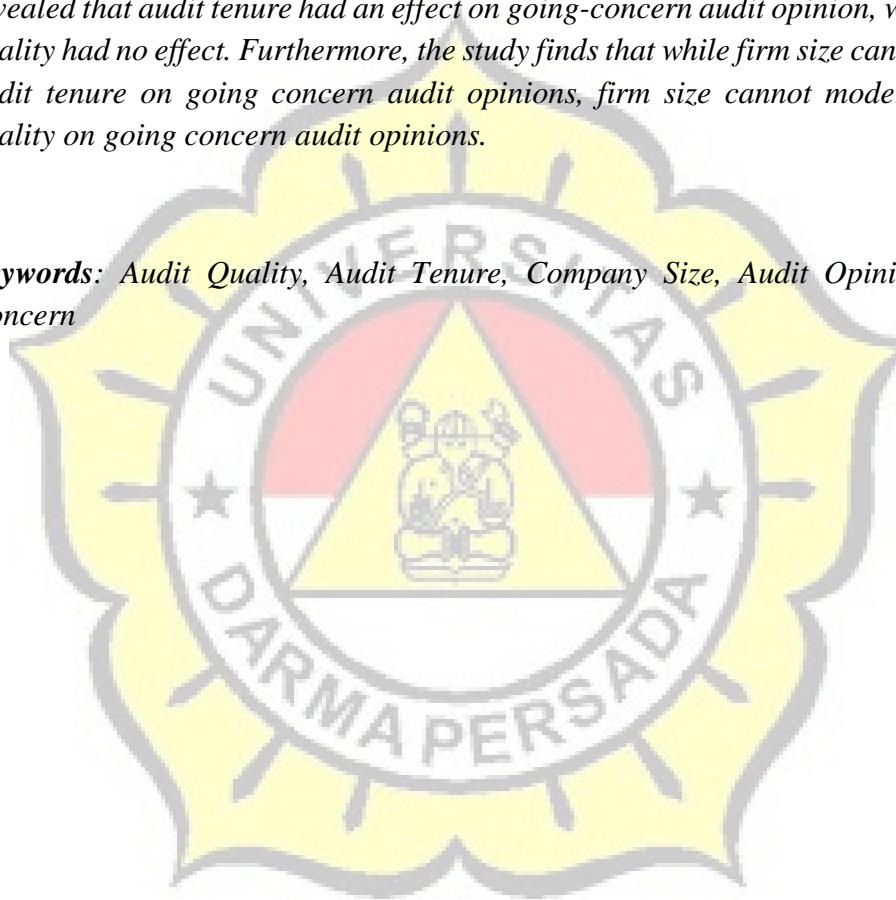 vealed that audit tenure had an effect on going-concern audit opinion, w
ality had no effect. Furthermore, the study finds that while firm size can
dit tenure on going concern audit opinions, firm size cannot mode
ality on going concern audit opinions.
ywords: Audit Quality, Audit Tenure, Company Size, Audit Opini
oncern
UNIVERSITAS
DARMA PERSADA